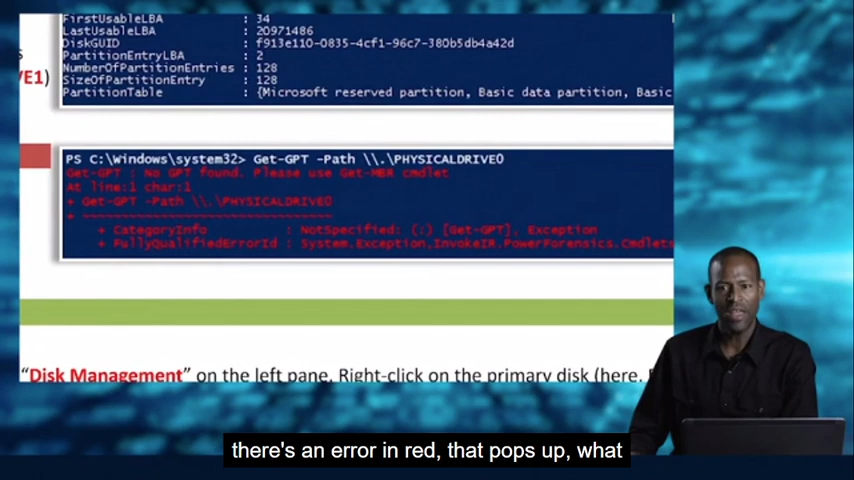 FirstUsableLBA : 34
LastUsableLBA : 20971486
DiskGUID : f913e110-0835-4cf1-96c7-380b5db4a42d
PartitionEntryLBA : 2
NumberOfPartitionEntries : 128
SizeOfPartitionEntry : 128
PartitionTable : {Microsoft reserved partition, Basic data partition, Basic
s
VE1)
PS C:\Windows\system32> Get-GPT -Path \\.\PHYSICALDRIVE0
Get-GPT : No GPT found. Please use Get-MBR cmdlet
At line:1 char:1
+ Get-GPT -Path \\.\PHYSICALDRIVE0
+ ~~~~~~~~~~~~~~~~~~~~~~~~~~~~~~~~
+ CategoryInfo : NotSpecified: (:) [Get-GPT], Exception
+ FullyQualifiedErrorId : System.Exception,InvokeIR.PowerForensics.Cmdlets
"Disk Management" on the left pane. Right-click on the primary disk (here,
there's an error in red, that pops up, what